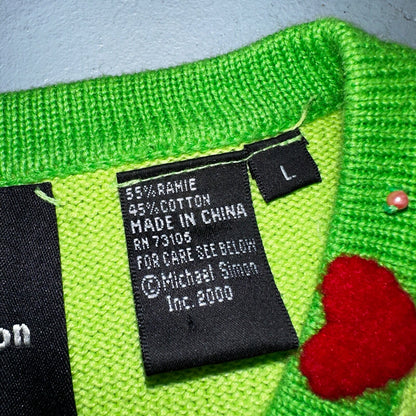 55% RAMIE
45% COTTON
MADE IN CHINA
RN 73105
FOR CARE SEE BELOW
© Michael Simon
Inc. 2000
L
on